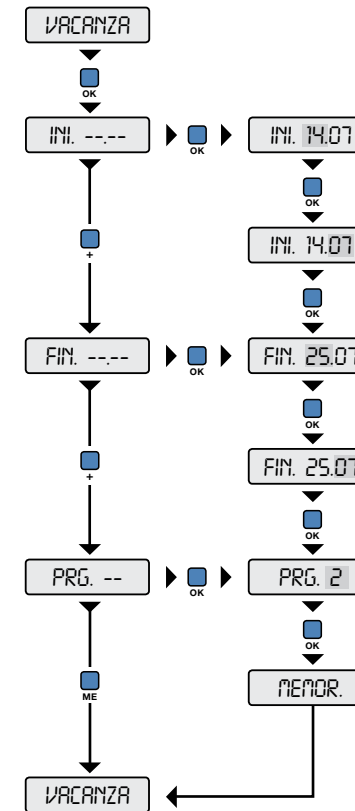 VACANZA
OK
INI. --.--
OK
INI. 14.07
OK
+
INI. 14.07
OK
FIN. --.--
OK
FIN. 25.07
OK
+
FIN. 25.07
OK
PRG. --
OK
PRG. 2
OK
ME
MEMOR.
VACANZA